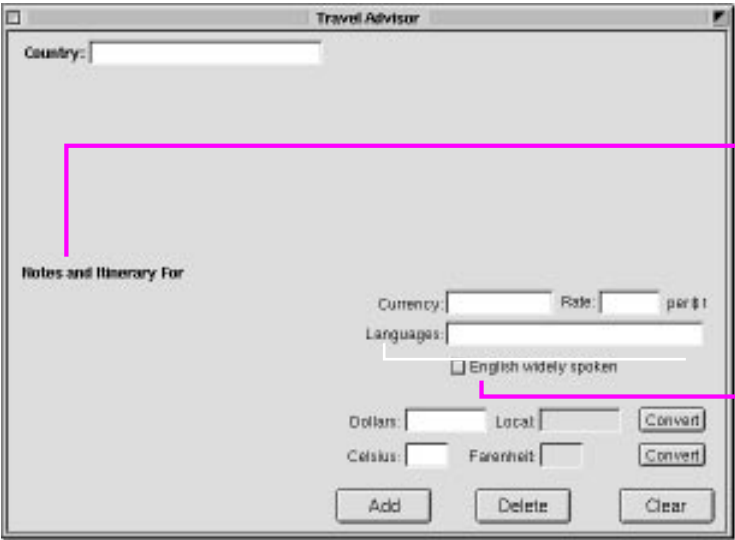 Travel Advisor
Country:
Notes and Itinerary For
Currency: Rate: per $ 1
Languages:
English widely spoken
Dollars: Local: Convert
Celsius: Farenheit: Convert
Add Delete Clear